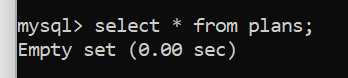 mysql> select * from plans;
Empty set (0.00 sec)